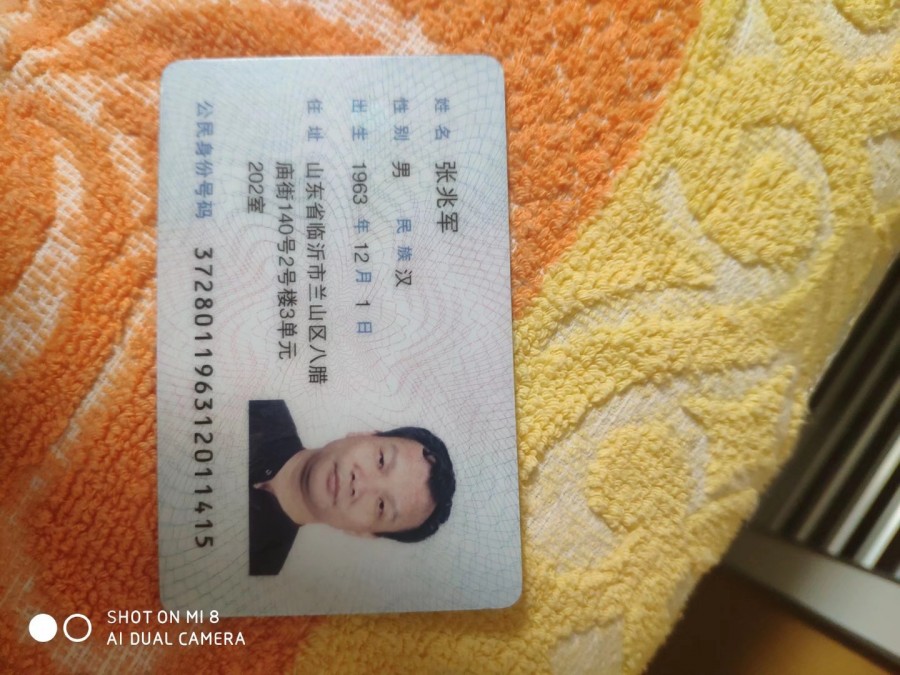 姓名 张兆军
性别 男 民族 汉
出生 1963 年 12 月 1 日
住址 山东省临沂市兰山区八腊
庙街140号2号楼3单元
202室
公民身份号码 372801196312011415
SHOT ON MI 8
AI DUAL CAMERA